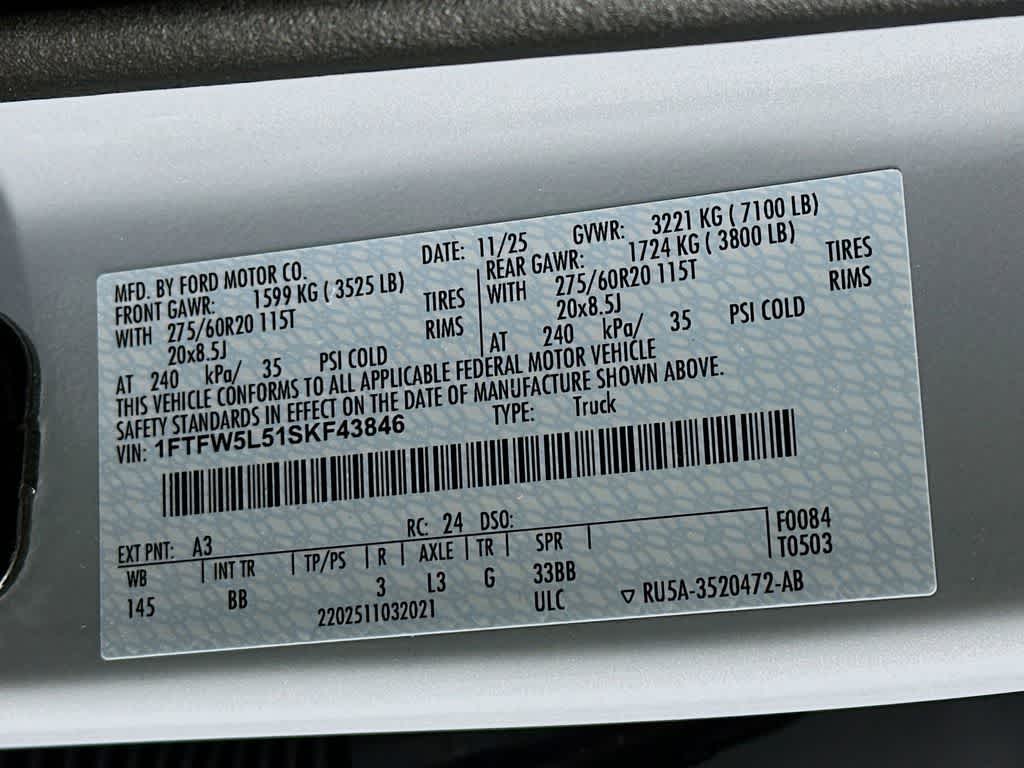 MFD. BY FORD MOTOR CO. DATE: 11/25 GVWR: 3221 KG ( 7100 LB)
FRONT GAWR: 1599 KG ( 3525 LB) REAR GAWR: 1724 KG ( 3800 LB)
WITH 275/60R20 115T TIRES WITH 275/60R20 115T TIRES
20x8.5J RIMS 20x8.5J RIMS
AT 240 kPa/ 35 PSI COLD AT 240 kPa/ 35 PSI COLD
THIS VEHICLE CONFORMS TO ALL APPLICABLE FEDERAL MOTOR VEHICLE
SAFETY STANDARDS IN EFFECT ON THE DATE OF MANUFACTURE SHOWN ABOVE.
VIN: 1FTFW5L51SKF43846 TYPE: Truck
EXT PNT: A3 RC: 24 DSO: F0084
WB INT TR TP/PS R AXLE TR SPR T0503
145 BB 3 L3 G 33BB
2202511032021 ULC ▽ RU5A-3520472-AB